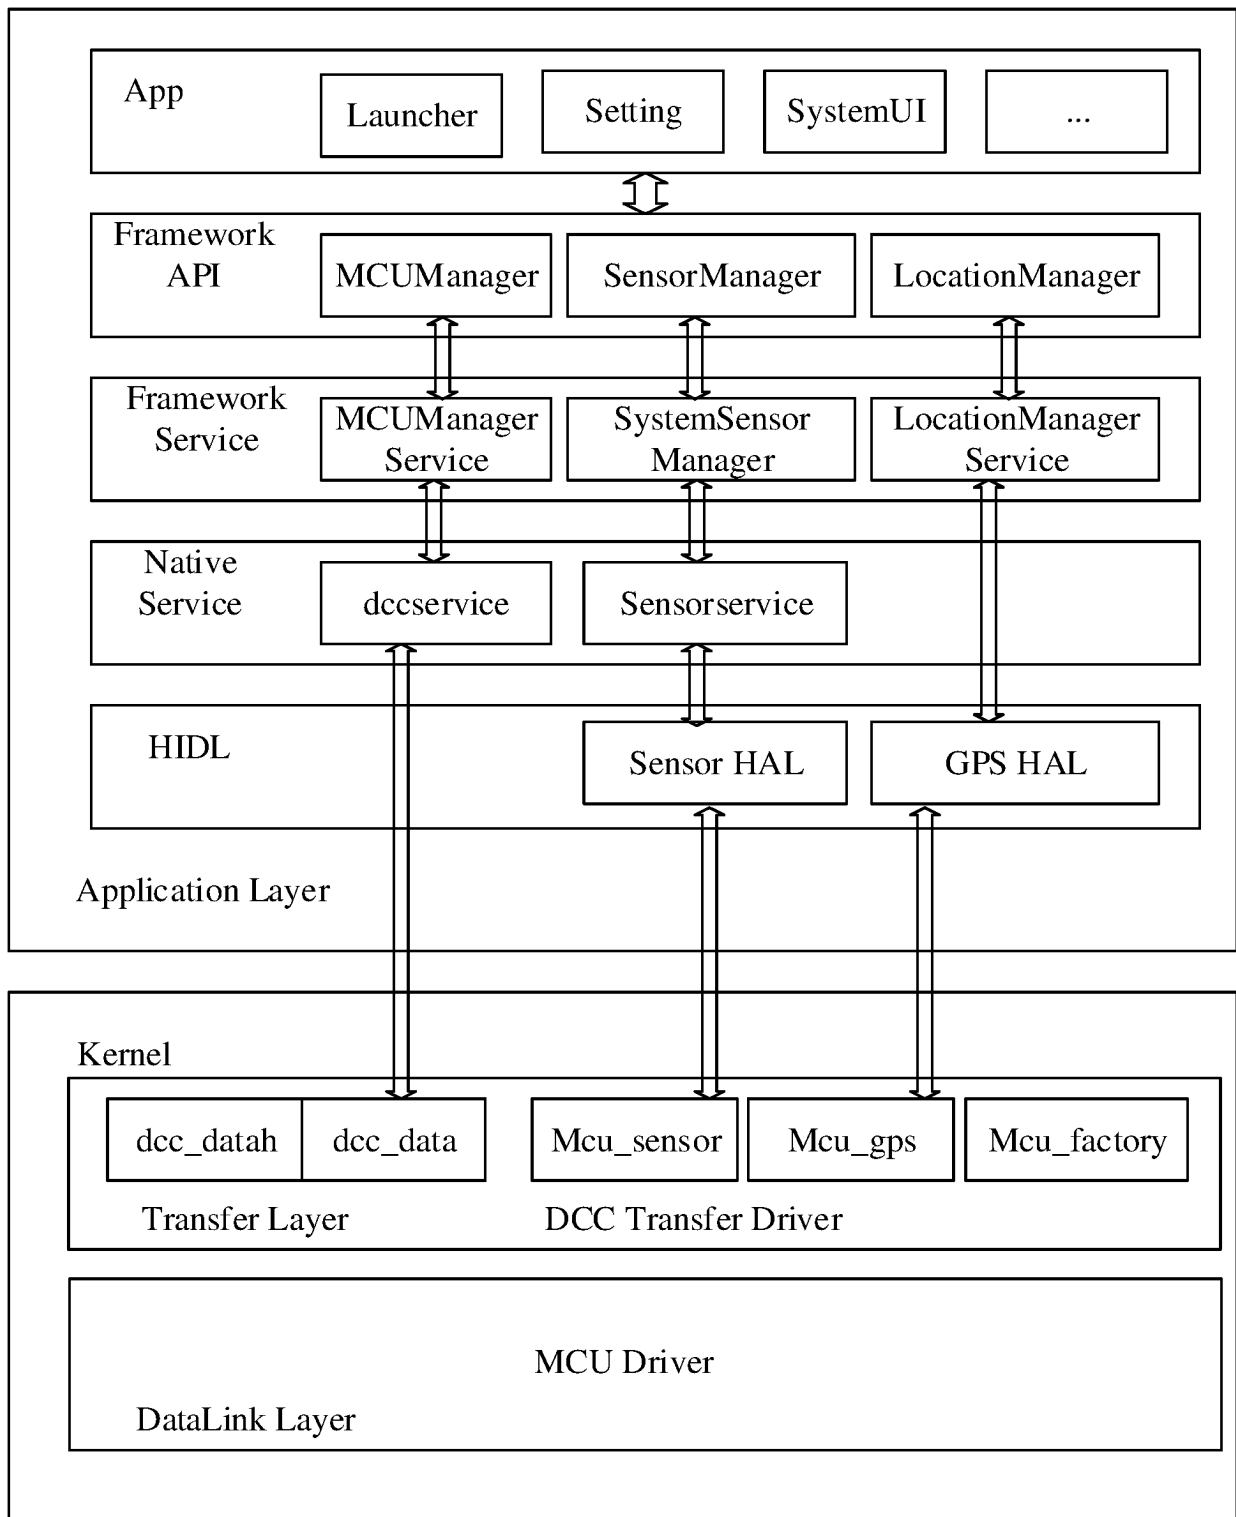 App
Launcher
Setting
SystemUI
...
Framework
API
MCUManager
SensorManager
LocationManager
Framework
Service
MCUManager
Service
SystemSensor
Manager
LocationManager
Service
Native
Service
dccservice
Sensorservice
HIDL
Sensor HAL
GPS HAL
Application Layer
Kernel
dcc_datah
dcc_data
Mcu_sensor
Mcu_gps
Mcu_factory
Transfer Layer
DCC Transfer Driver
MCU Driver
DataLink Layer